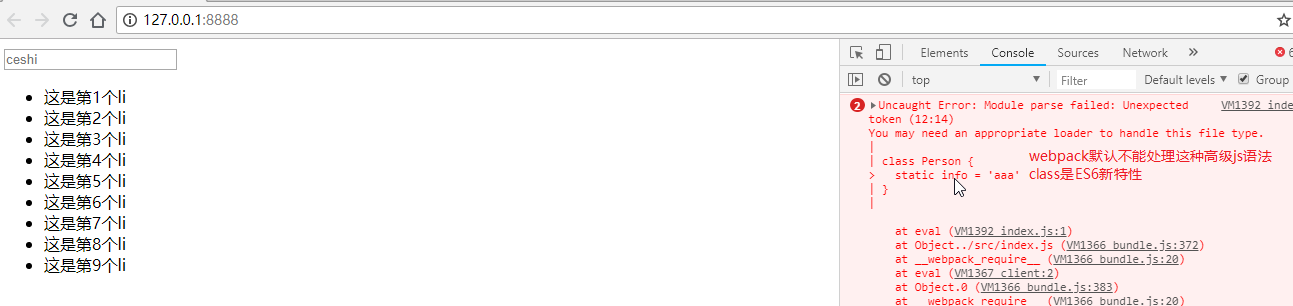 127.0.0.1:8888
ceshi
这是第1个li
这是第2个li
这是第3个li
这是第4个li
这是第5个li
这是第6个li
这是第7个li
这是第8个li
这是第9个li
Elements Console Sources Network » 6
top Filter Default levels Group
2 Uncaught Error: Module parse failed: Unexpected VM1392 inde
token (12:14)
You may need an appropriate loader to handle this file type.
|
| class Person { webpack默认不能处理这种高级js语法
> static info = 'aaa' class是ES6新特性
| }
|
at eval (VM1392 index.js:1)
at Object../src/index.js (VM1366 bundle.js:372)
at __webpack_require__ (VM1366 bundle.js:20)
at eval (VM1367 client:2)
at Object.0 (VM1366 bundle.js:383)
at __webpack_require__ (VM1366 bundle.js:20)